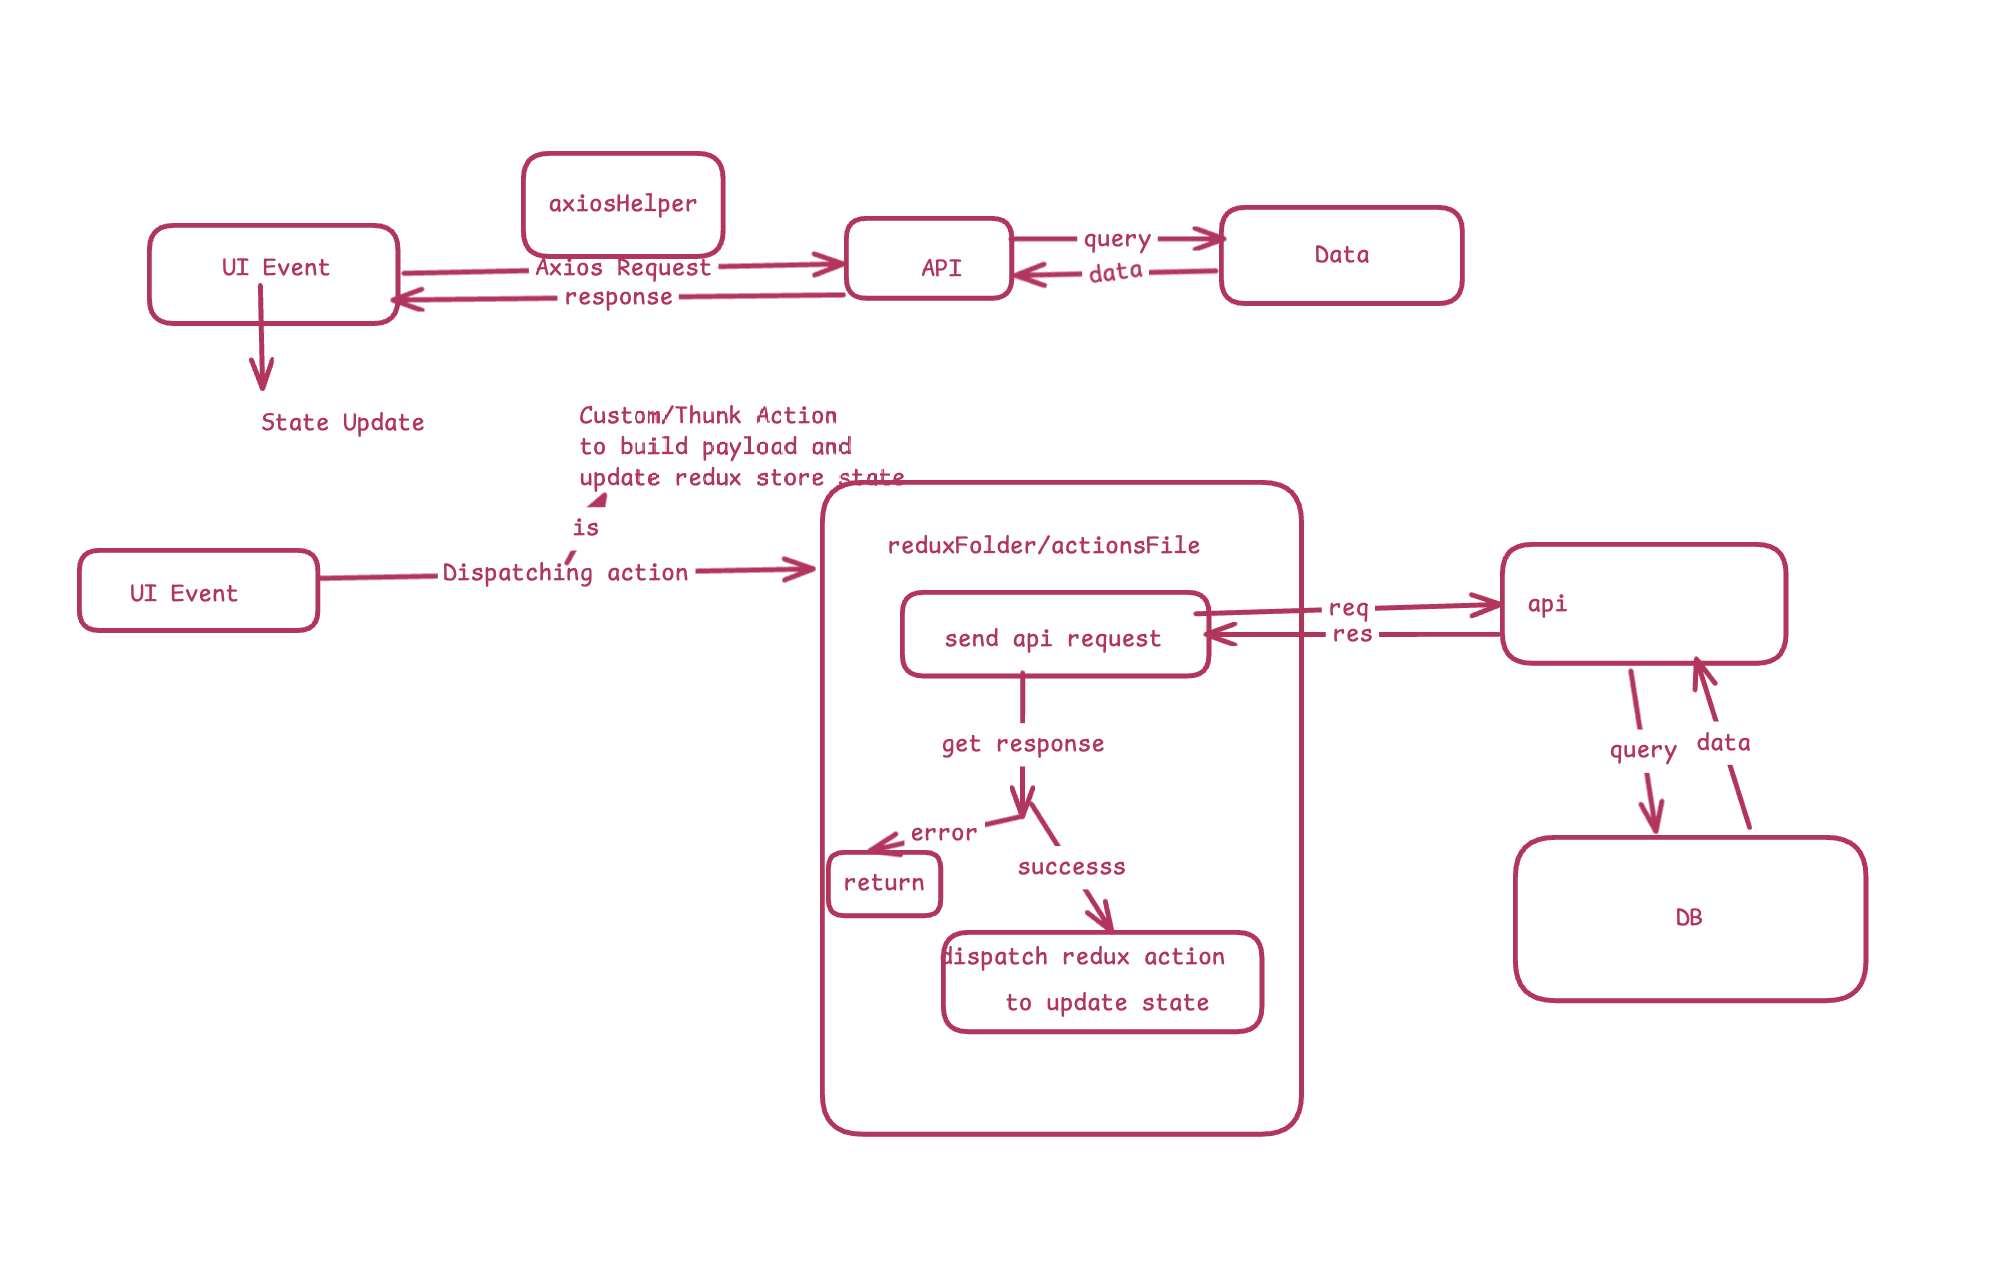 axiosHelper
UI Event
Axios Request
response
API
query
data
Data
State Update
Custom/Thunk Action
to build payload and
update redux store state
is
UI Event
Dispatching action
reduxFolder/actionsFile
send api request
req
res
api
get response
query
data
error
successs
return
DB
dispatch redux action
to update state